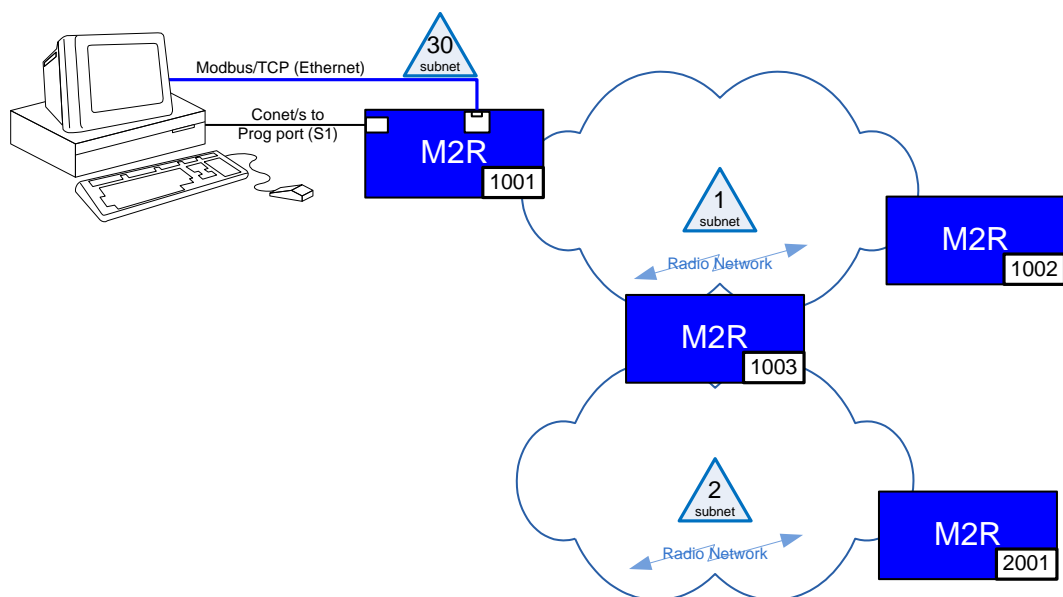 30
subnet
Modbus/TCP (Ethernet)
Conet/s to
Prog port (S1)
M2R
1001
1
subnet
Radio Network
M2R
1002
M2R
1003
2
subnet
Radio Network
M2R
2001